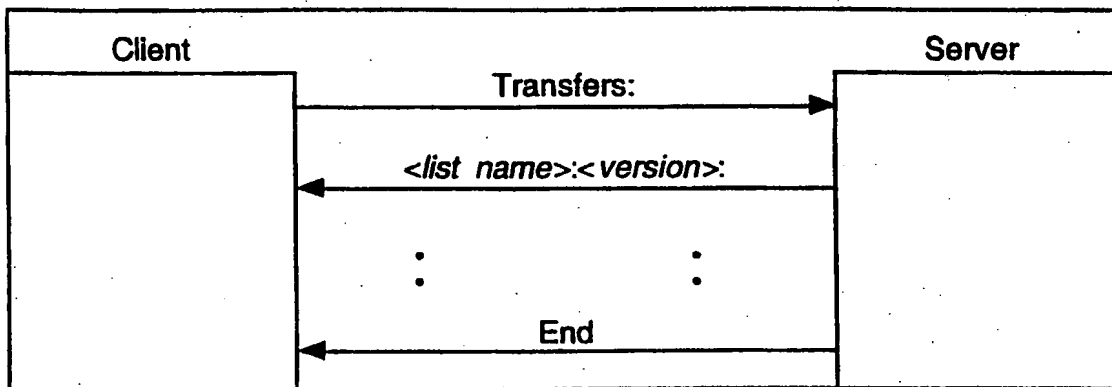 Client
Server
Transfers:
<list name>:<version>:
End